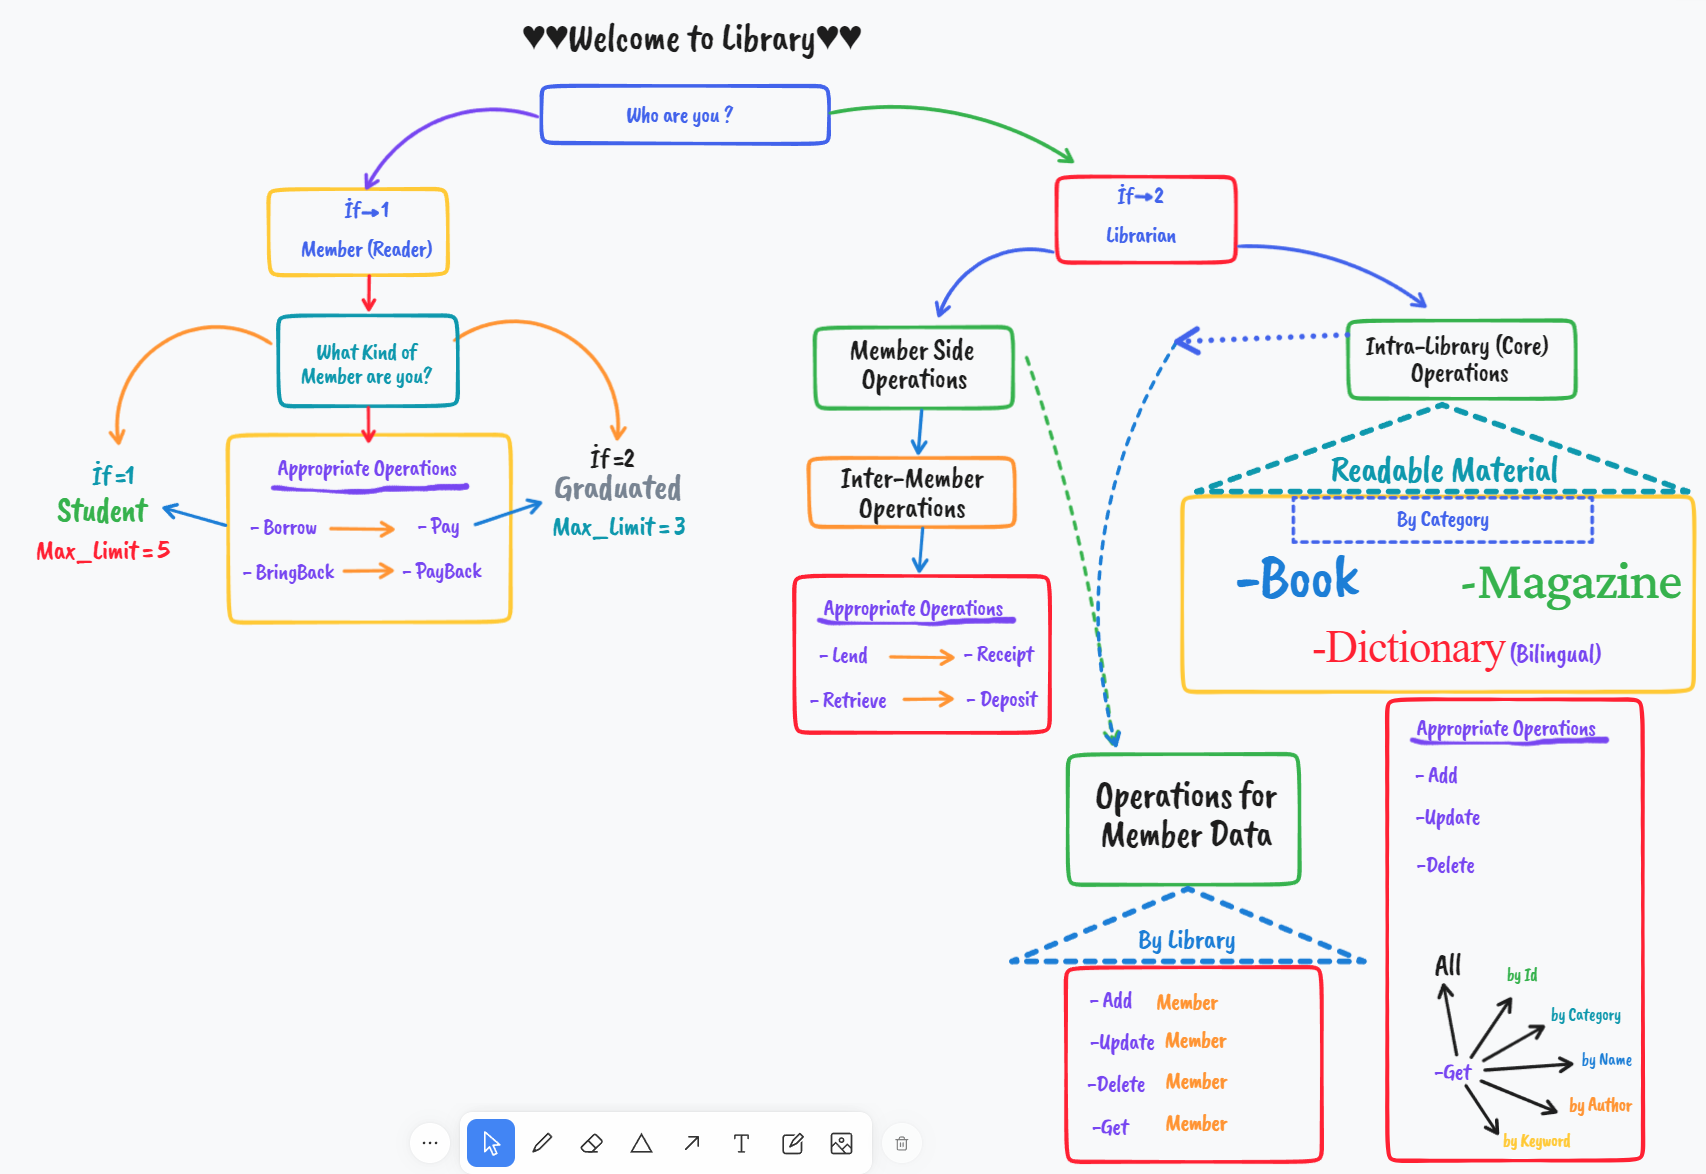 ♥♥Welcome to Library♥♥
Who are you ?
İf→1
Member (Reader)
What Kind of
Member are you?
İf =1
Student
Max_Limit = 5
Appropriate Operations
- Borrow
- Pay
- BringBack
- PayBack
İf =2
Graduated
Max_Limit = 3
İf→2
Librarian
Member Side
Operations
Inter-Member
Operations
Appropriate Operations
- Lend
- Receipt
- Retrieve
- Deposit
Intra-Library (Core)
Operations
Readable Material
By Category
-Book
-Magazine
-Dictionary (Bilingual)
Appropriate Operations
- Add
-Update
-Delete
All
by Id
by Category
by Name
-Get
by Author
by Keyword
Operations for
Member Data
By Library
- Add Member
-Update Member
-Delete Member
-Get Member
T